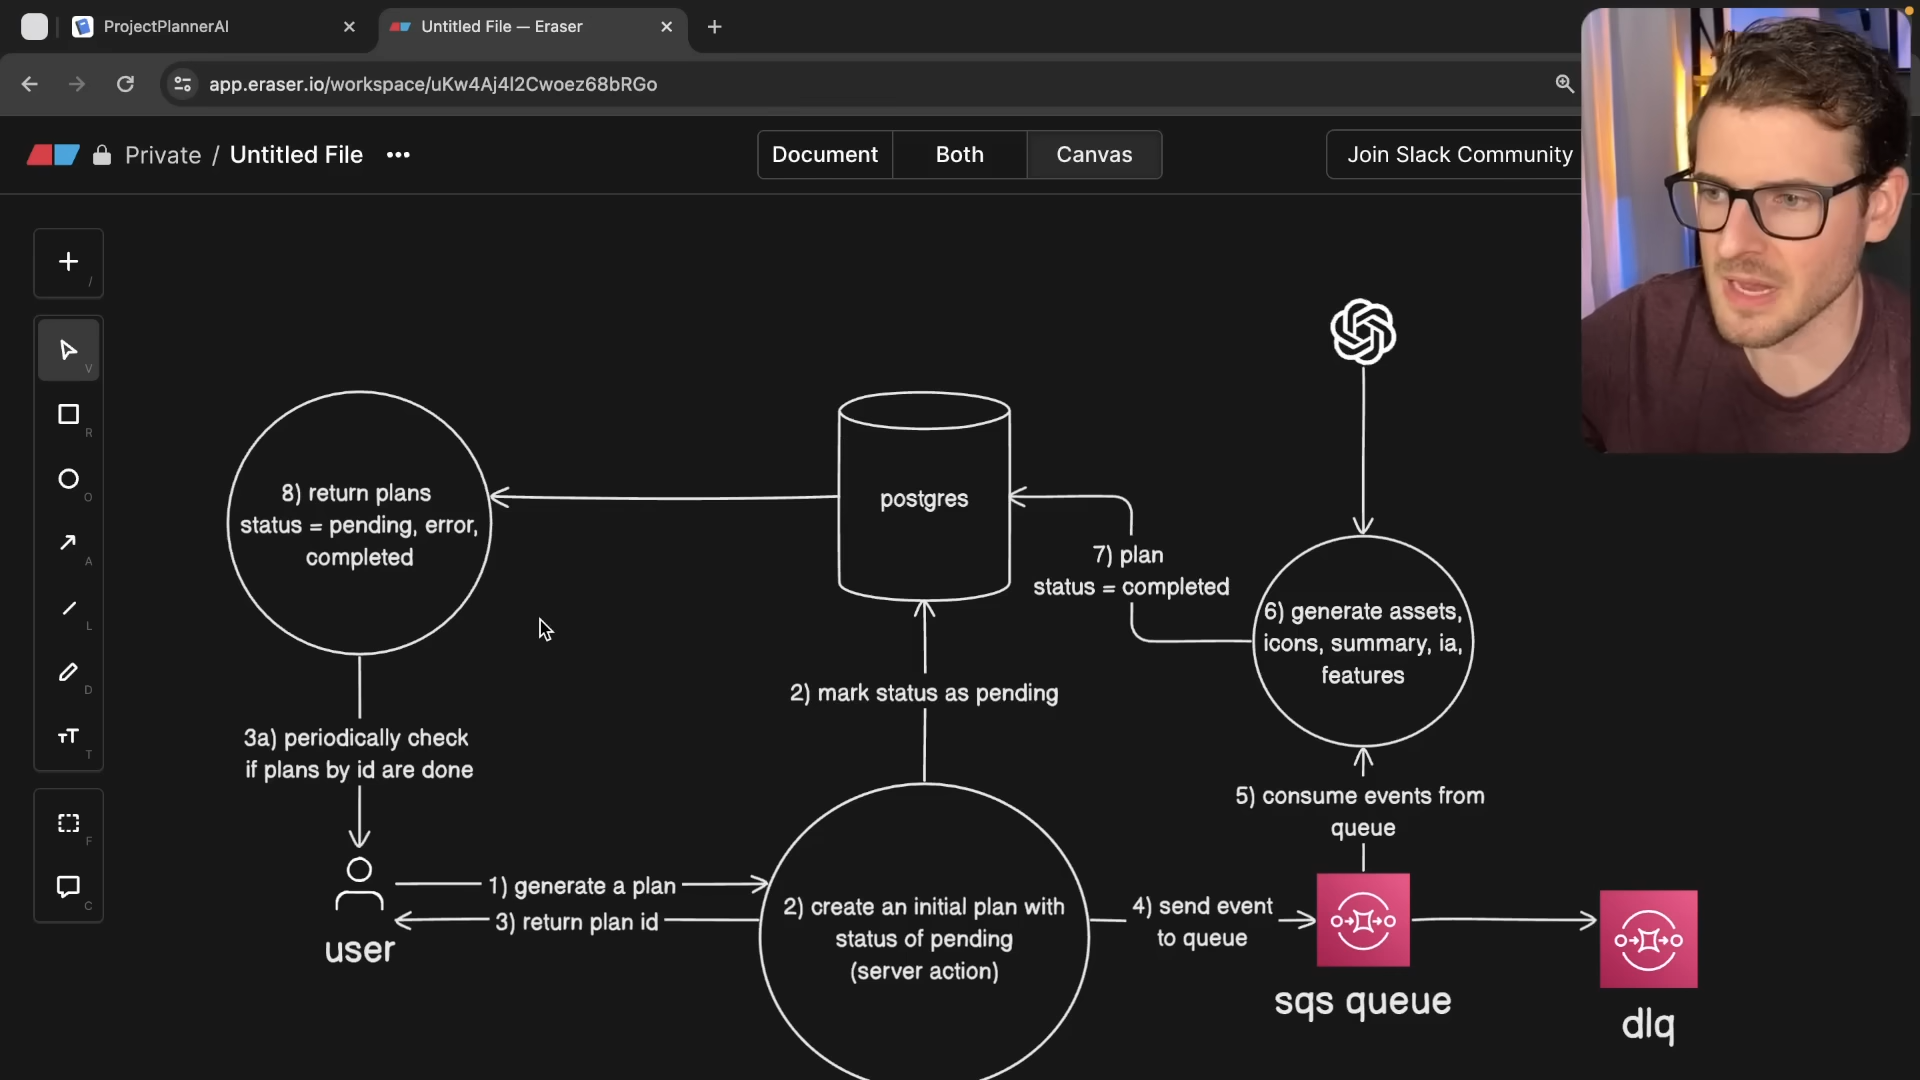 ProjectPlannerAI
Untitled File — Eraser
app.eraser.io/workspace/uKw4Aj4l2Cwoez68bRGo
Private / Untitled File
Document
Both
Canvas
Join Slack Community
/
V
R
O
A
L
D
T
F
C
8) return plans
status = pending, error,
completed
postgres
7) plan
status = completed
6) generate assets,
icons, summary, ia,
features
2) mark status as pending
3a) periodically check
if plans by id are done
5) consume events from
queue
1) generate a plan
3) return plan id
user
2) create an initial plan with
status of pending
(server action)
4) send event
to queue
sqs queue
dlq